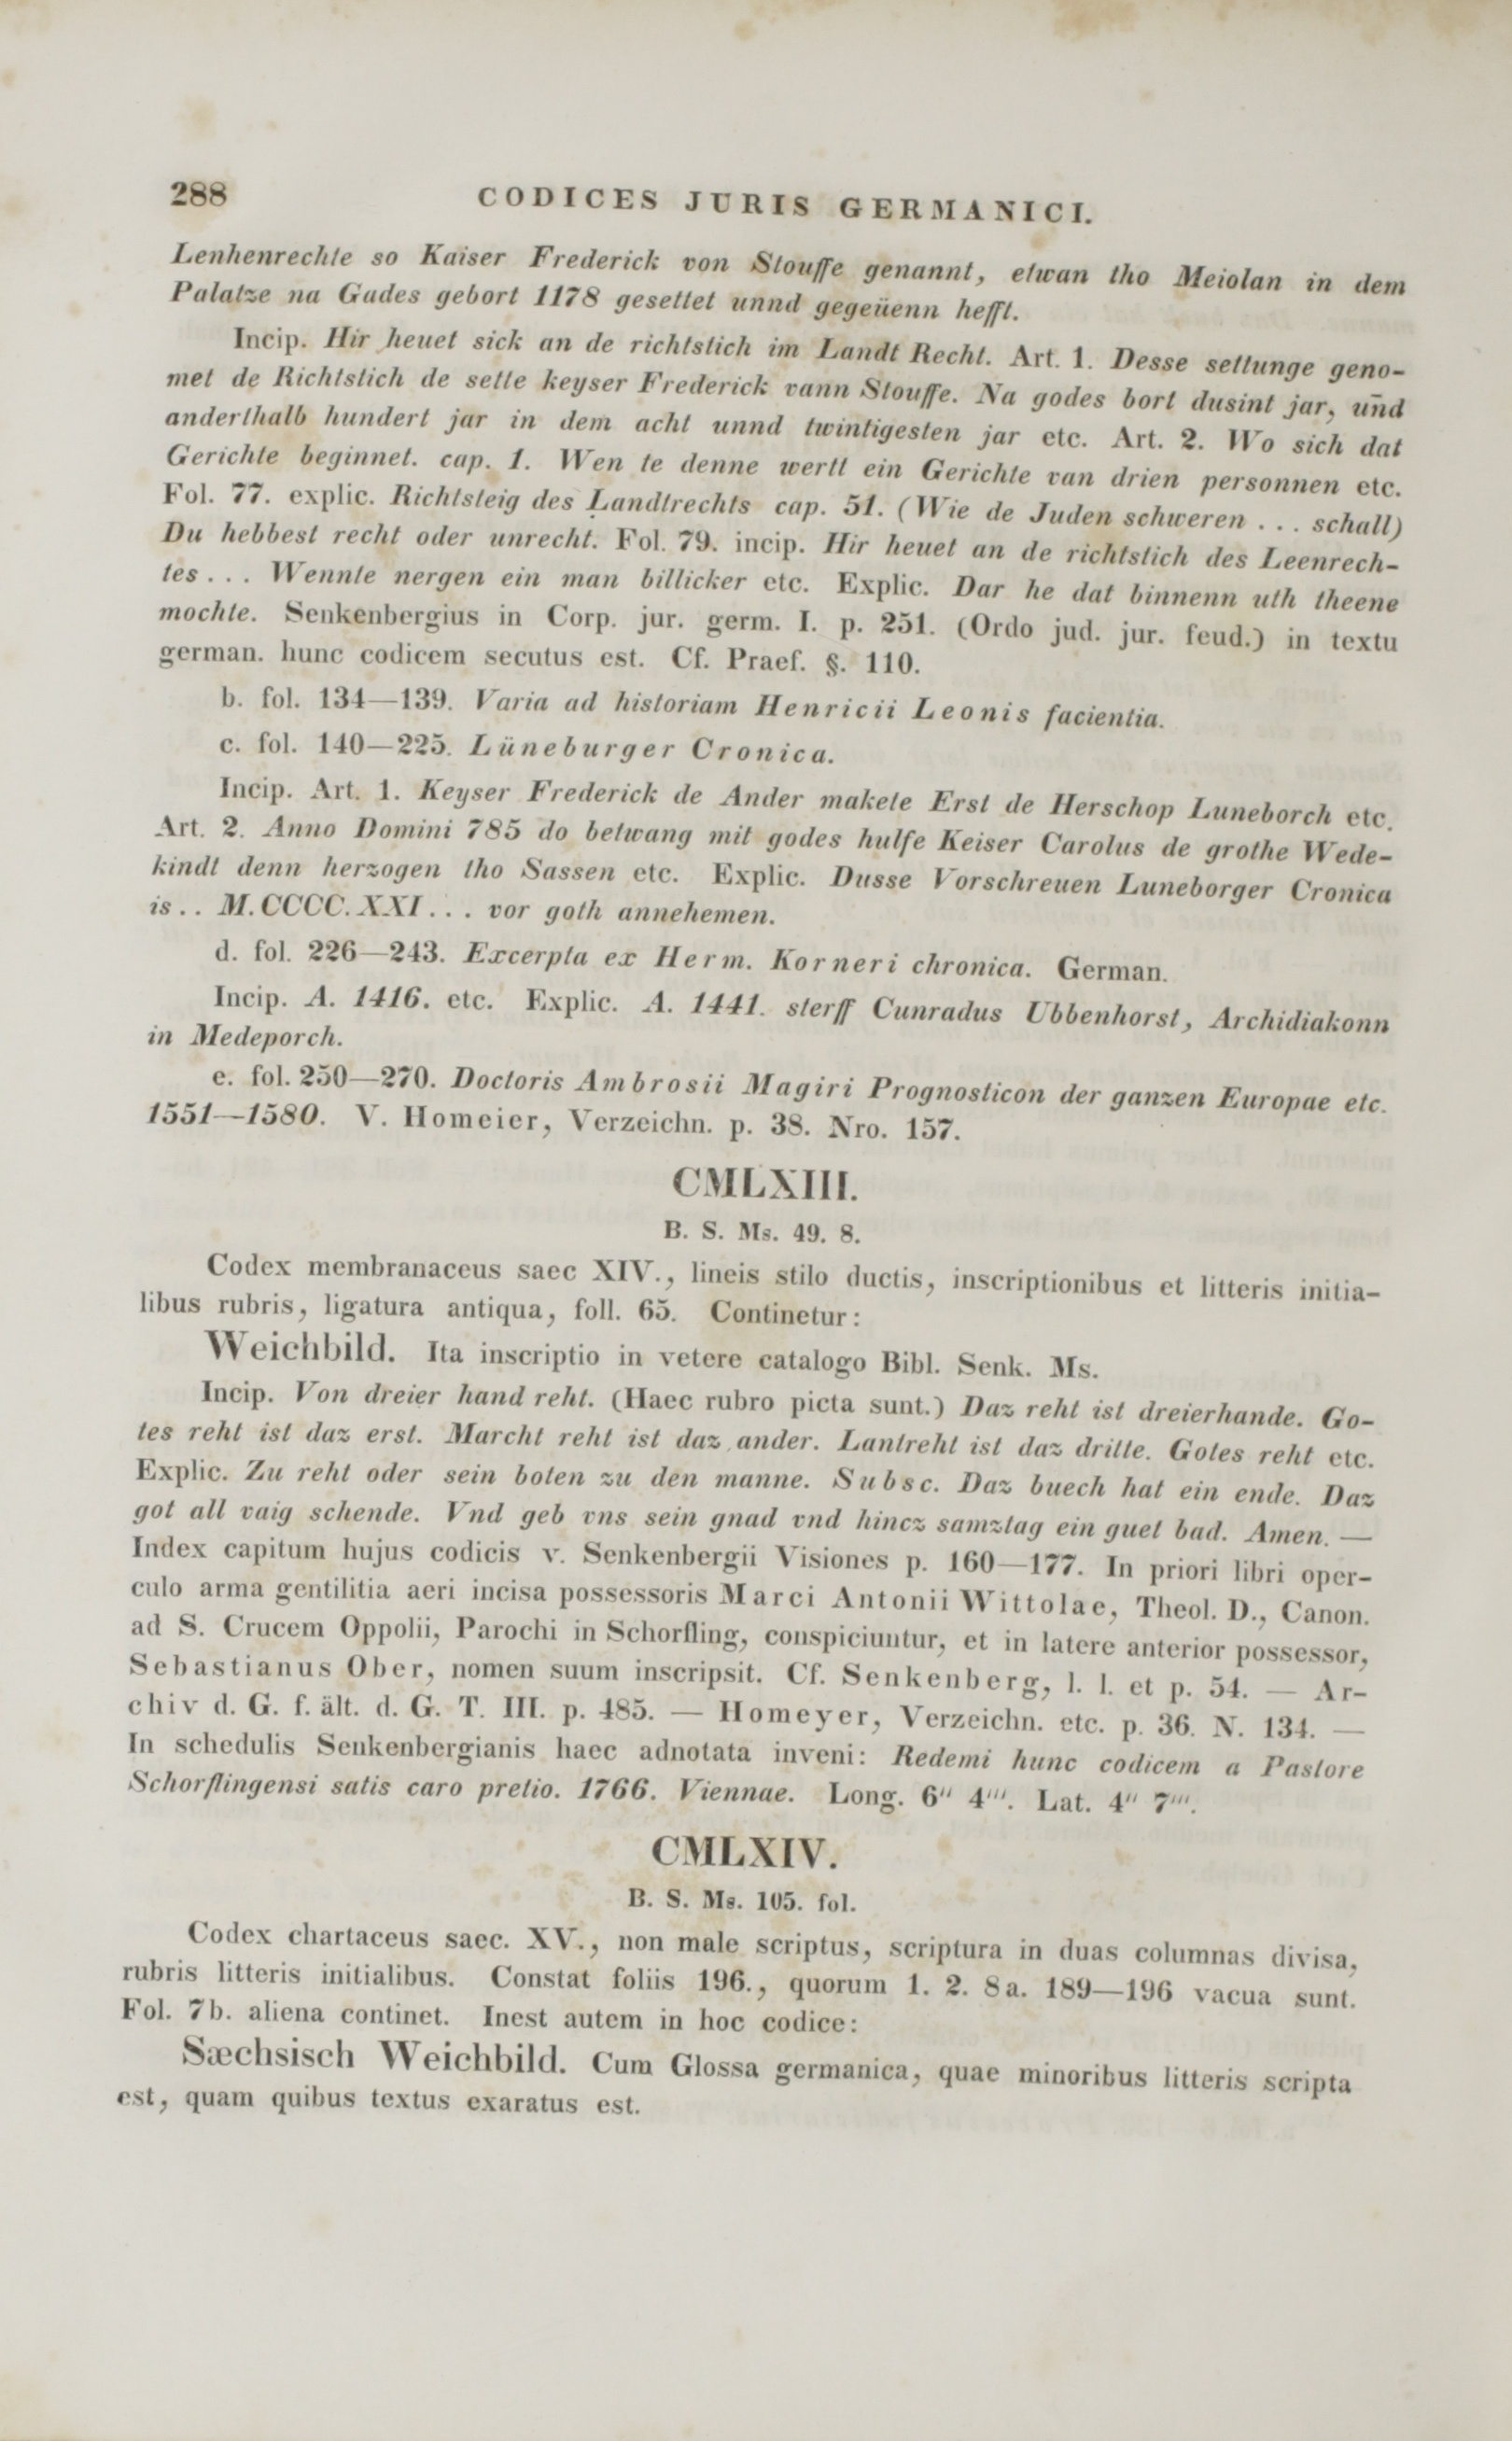 288
CODICES JURIS GERMANICI.
Lenhenrechte so Kaiser Frederick von Stouffe genannt, etwan tho Meiolan in dem
Palatze na Gades gebort 1178 gesettet unnd gegeüenn hefft.
Incip. Hir heuet sick an de richtstich im Landt Recht. Art. 1. Desse settunge geno-
met de Richtstich de sette keyser Frederick vann Stouffe. Na godes bort dusint jar, un̄d
anderthalb hundert jar in dem acht unnd twintigesten jar etc. Art. 2. Wo sich dat
Gerichte beginnet. cap. 1. Wen te denne wertt ein Gerichte van drien personnen etc.
Fol. 77. explic. Richtsteig des Landtrechts cap. 51. (Wie de Juden schweren . . . schall)
Du hebbest recht oder unrecht. Fol. 79. incip. Hir heuet an de richtstich des Leenrech-
tes . . . Wennte nergen ein man billicker etc. Explic. Dar he dat binnenn uth theene
mochte. Senkenbergius in Corp. jur. germ. I. p. 251. (Ordo jud. jur. feud.) in textu
german. hunc codicem secutus est. Cf. Praef. §. 110.
b. fol. 134—139. Varia ad historiam Henricii Leonis facientia.
c. fol. 140—225. Lüneburger Cronica.
Incip. Art. 1. Keyser Frederick de Ander makete Erst de Herschop Luneborch etc.
Art. 2. Anno Domini 785 do betwang mit godes hulfe Keiser Carolus de grothe Wede-
kindt denn herzogen tho Sassen etc. Explic. Dusse Vorschreuen Luneborger Cronica
is . . M.CCCC.XXI . . . vor goth annehemen.
d. fol. 226—243. Excerpta ex Herm. Korneri chronica. German.
Incip. A. 1416. etc. Explic. A. 1441. sterff Cunradus Ubbenhorst, Archidiakonn
in Medeporch.
e. fol. 250—270. Doctoris Ambrosii Magiri Prognosticon der ganzen Europae etc.
1551—1580. V. Homeier, Verzeichn. p. 38. Nro. 157.
CMLXIII.
B. S. Ms. 49. 8.
Codex membranaceus saec XIV., lineis stilo ductis, inscriptionibus et litteris initia-
libus rubris, ligatura antiqua, foll. 65. Continetur:
Weichbild. Ita inscriptio in vetere catalogo Bibl. Senk. Ms.
Incip. Von dreier hand reht. (Haec rubro picta sunt.) Daz reht ist dreierhande. Go-
tes reht ist daz erst. Marcht reht ist daz ander. Lantreht ist daz dritte. Gotes reht etc.
Explic. Zu reht oder sein boten zu den manne. Subsc. Daz buech hat ein ende. Daz
got all vaig schende. Vnd geb vns sein gnad vnd hincz samztag ein guet bad. Amen. —
Index capitum hujus codicis v. Senkenbergii Visiones p. 160—177. In priori libri oper-
culo arma gentilitia aeri incisa possessoris Marci Antonii Wittolae, Theol. D., Canon.
ad S. Crucem Oppolii, Parochi in Schorfling, conspiciuntur, et in latere anterior possessor,
Sebastianus Ober, nomen suum inscripsit. Cf. Senkenberg, l. l. et p. 54. — Ar-
chiv d. G. f. ält. d. G. T. III. p. 485. — Homeyer, Verzeichn. etc. p. 36. N. 134. —
In schedulis Senkenbergianis haec adnotata inveni: Redemi hunc codicem a Pastore
Schorflingensi satis caro pretio. 1766. Viennae. Long. 6'' 4'''. Lat. 4'' 7'''.
CMLXIV.
B. S. Ms. 105. fol.
Codex chartaceus saec. XV., non male scriptus, scriptura in duas columnas divisa,
rubris litteris initialibus. Constat foliis 196., quorum 1. 2. 8a. 189—196 vacua sunt.
Fol. 7b. aliena continet. Inest autem in hoc codice:
Sæchsisch Weichbild. Cum Glossa germanica, quae minoribus litteris scripta
est, quam quibus textus exaratus est.